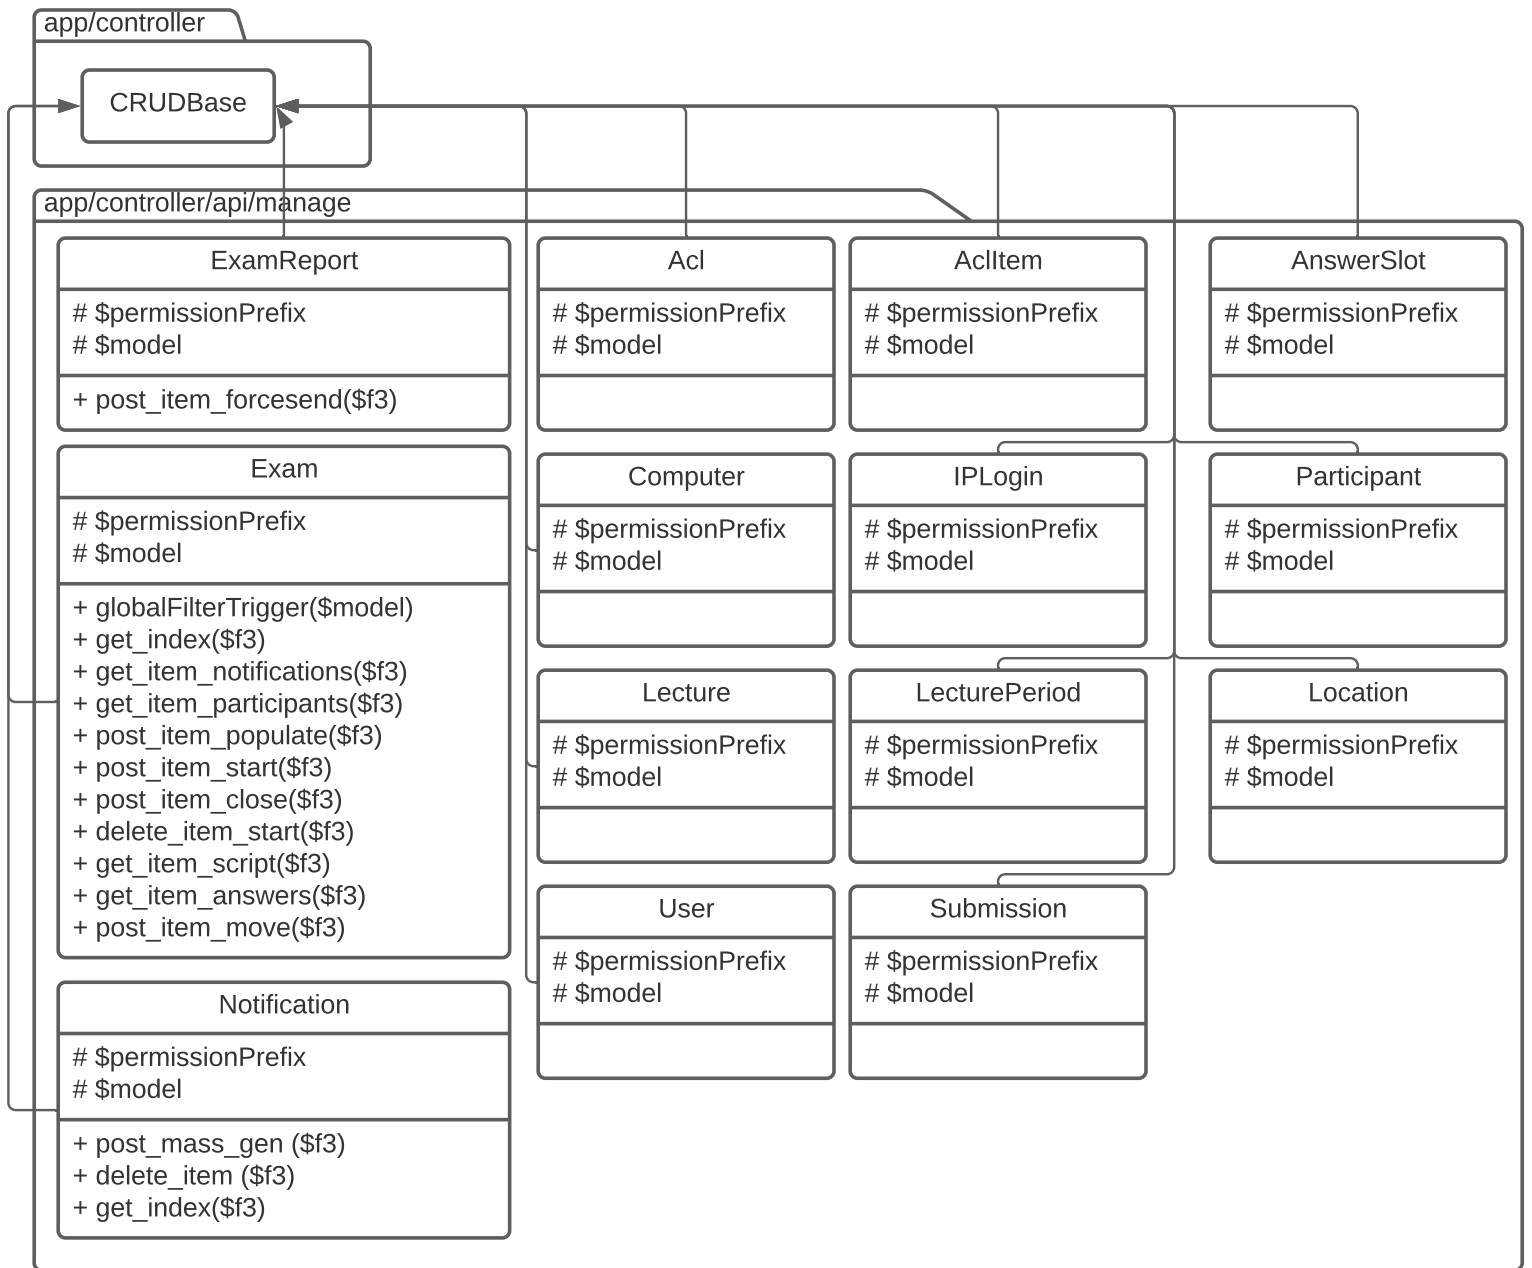 app/controller
CRUDBase
app/controller/api/manage
ExamReport
# $permissionPrefix
# $model
+ post_item_forcesend($f3)
Acl
# $permissionPrefix
# $model
AclItem
# $permissionPrefix
# $model
AnswerSlot
# $permissionPrefix
# $model
Exam
# $permissionPrefix
# $model
+ globalFilterTrigger($model)
+ get_index($f3)
+ get_item_notifications($f3)
+ get_item_participants($f3)
+ post_item_populate($f3)
+ post_item_start($f3)
+ post_item_close($f3)
+ delete_item_start($f3)
+ get_item_script($f3)
+ get_item_answers($f3)
+ post_item_move($f3)
Computer
# $permissionPrefix
# $model
IPLogin
# $permissionPrefix
# $model
Participant
# $permissionPrefix
# $model
Lecture
# $permissionPrefix
# $model
LecturePeriod
# $permissionPrefix
# $model
Location
# $permissionPrefix
# $model
User
# $permissionPrefix
# $model
Submission
# $permissionPrefix
# $model
Notification
# $permissionPrefix
# $model
+ post_mass_gen ($f3)
+ delete_item ($f3)
+ get_index($f3)